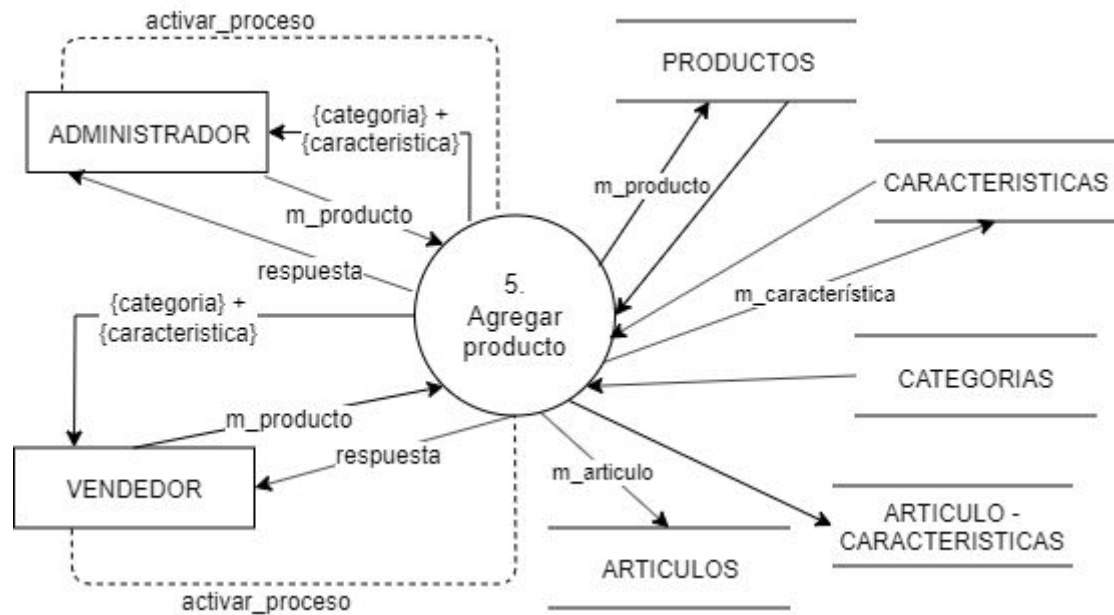 activar_proceso
PRODUCTOS
ADMINISTRADOR
{categoria} +
{caracteristica}
m_producto
m_producto
CARACTERISTICAS
respuesta
5.
Agregar
producto
m_característica
{categoria} +
{caracteristica}
CATEGORIAS
m_producto
respuesta
m_articulo
VENDEDOR
ARTICULO -
CARACTERISTICAS
ARTICULOS
activar_proceso